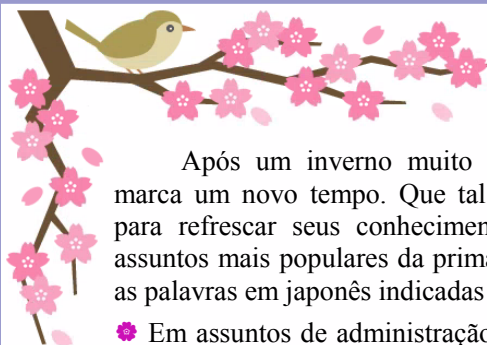 Após um inverno muito
marca um novo tempo. Que tal
para refrescar seus conhecimen
assuntos mais populares da prima
as palavras em japonês indicadas
Em assuntos de administração